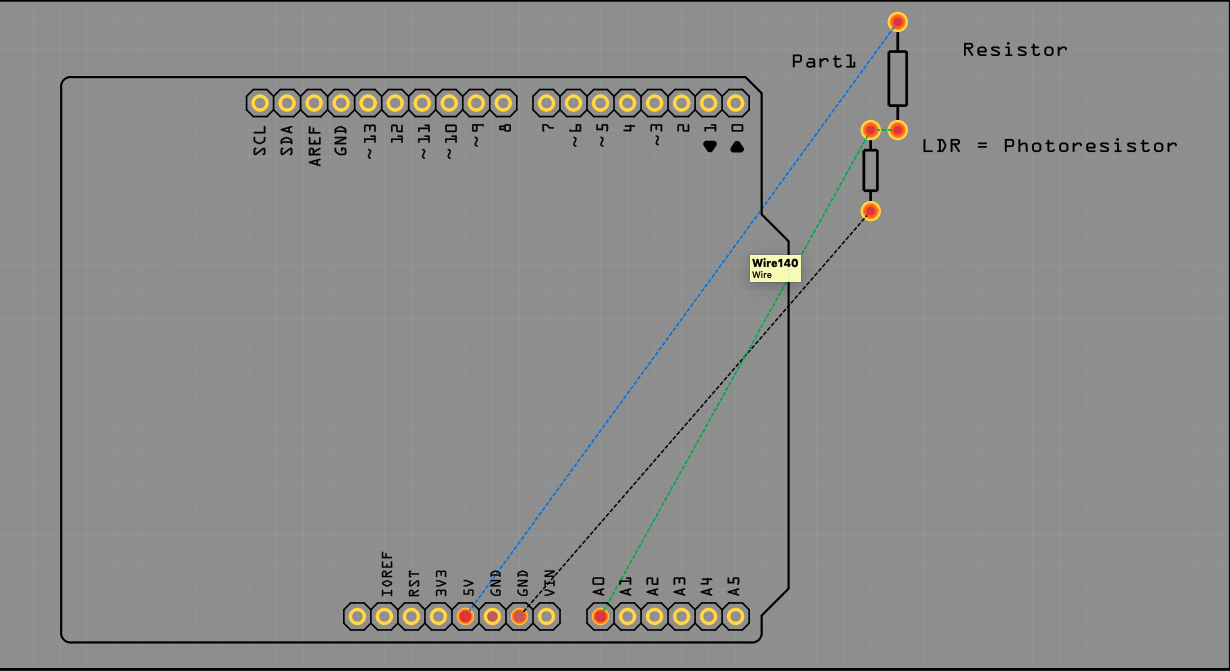 Resistor
Part1
LDR = Photoresistor
SCL
SDA
AREF
GND
~13
12
~11
~10
~9
8
7
~6
~5
4
~3
2
1
0
Wire140
Wire
IOREF
RST
3V3
5V
GND
GND
VIN
A0
A1
A2
A3
A4
A5